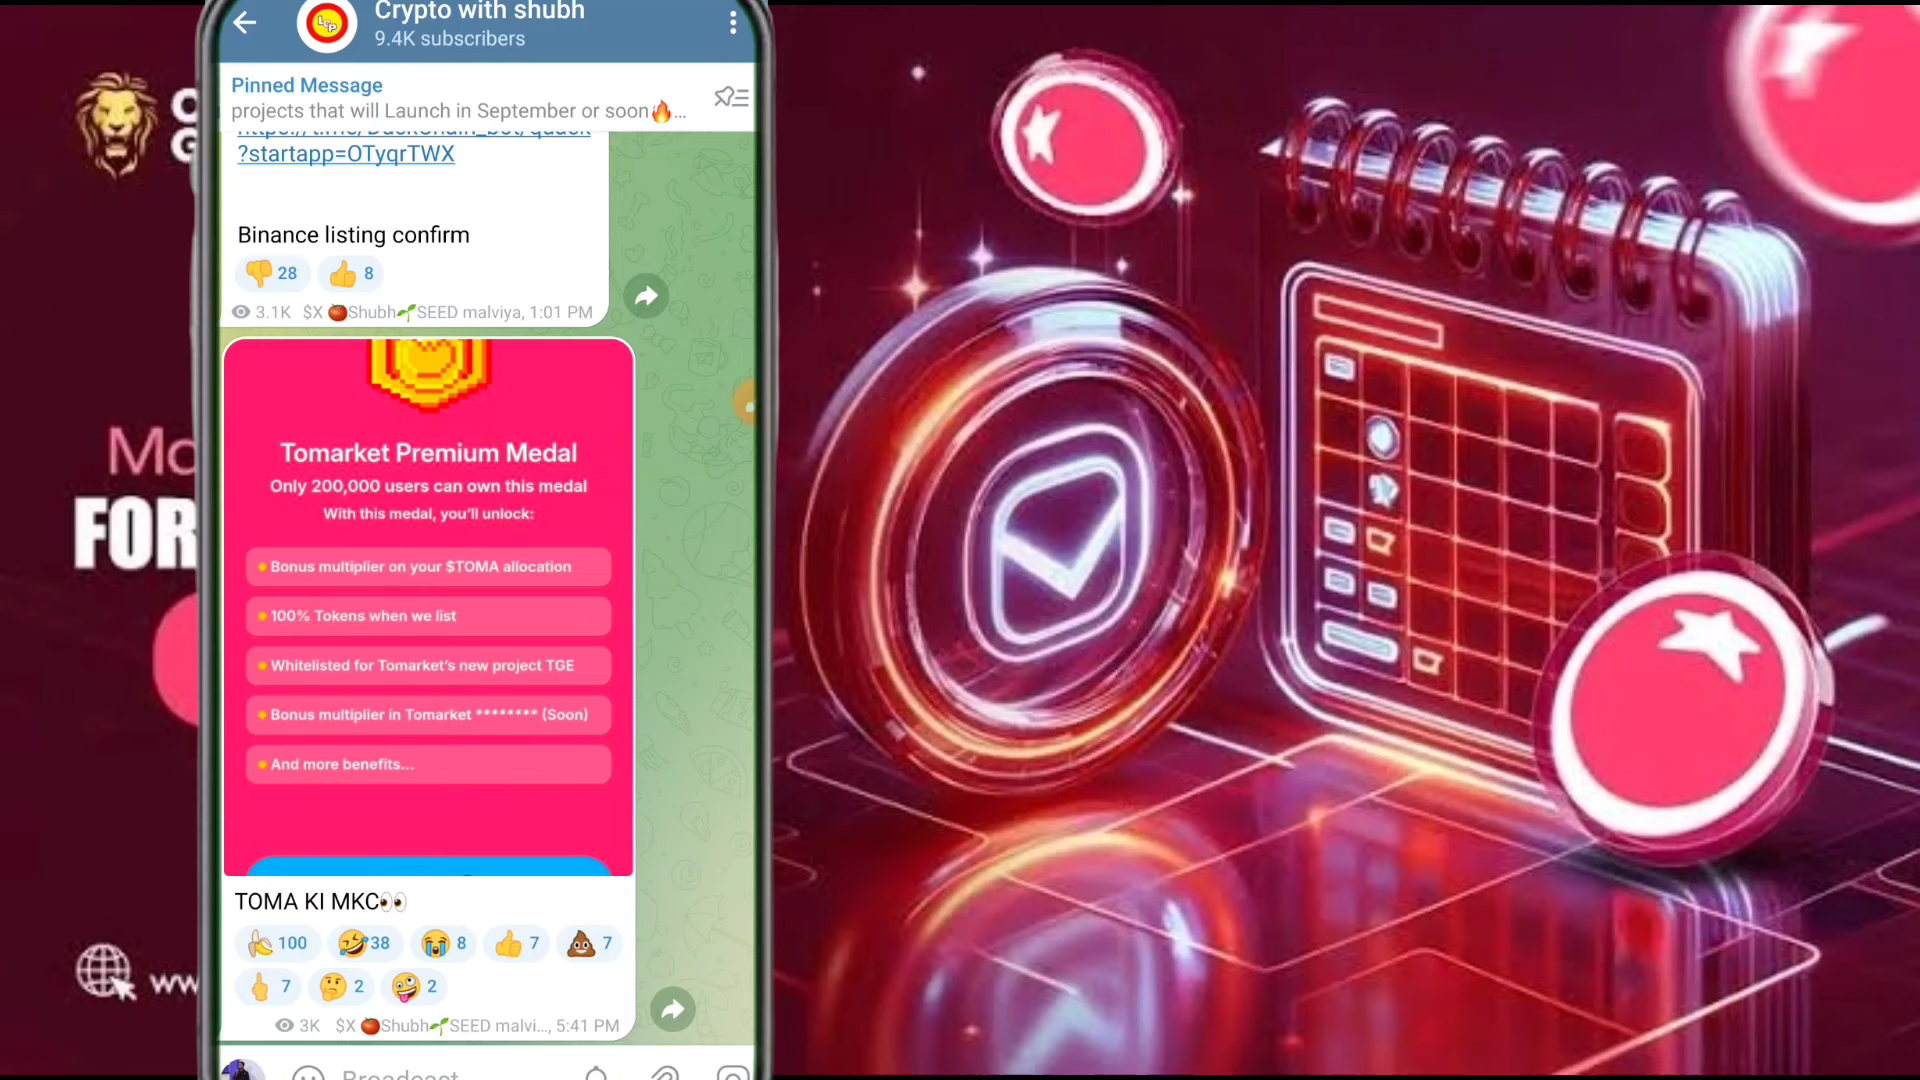 Crypto with shubh
9.4K subscribers
Pinned Message
projects that will Launch in September or soon🔥...
?startapp=OTyqrTWX
Binance listing confirm
👎 28 👍 8
3.1K $X 🍅Shubh🌱SEED malviya, 1:01 PM
Tomarket Premium Medal
Only 200,000 users can own this medal
With this medal, you'll unlock:
Bonus multiplier on your $TOMA allocation
100% Tokens when we list
Whitelisted for Tomarket's new project TGE
Bonus multiplier in Tomarket ******** (Soon)
And more benefits...
TOMA KI MKC👀
🍌 100 🤣 38 😭 8 👍 7 💩 7
🖕 7 🤔 2 🤪 2
3K $X 🍅Shubh🌱SEED malvi..., 5:41 PM
Broadcast
FOR